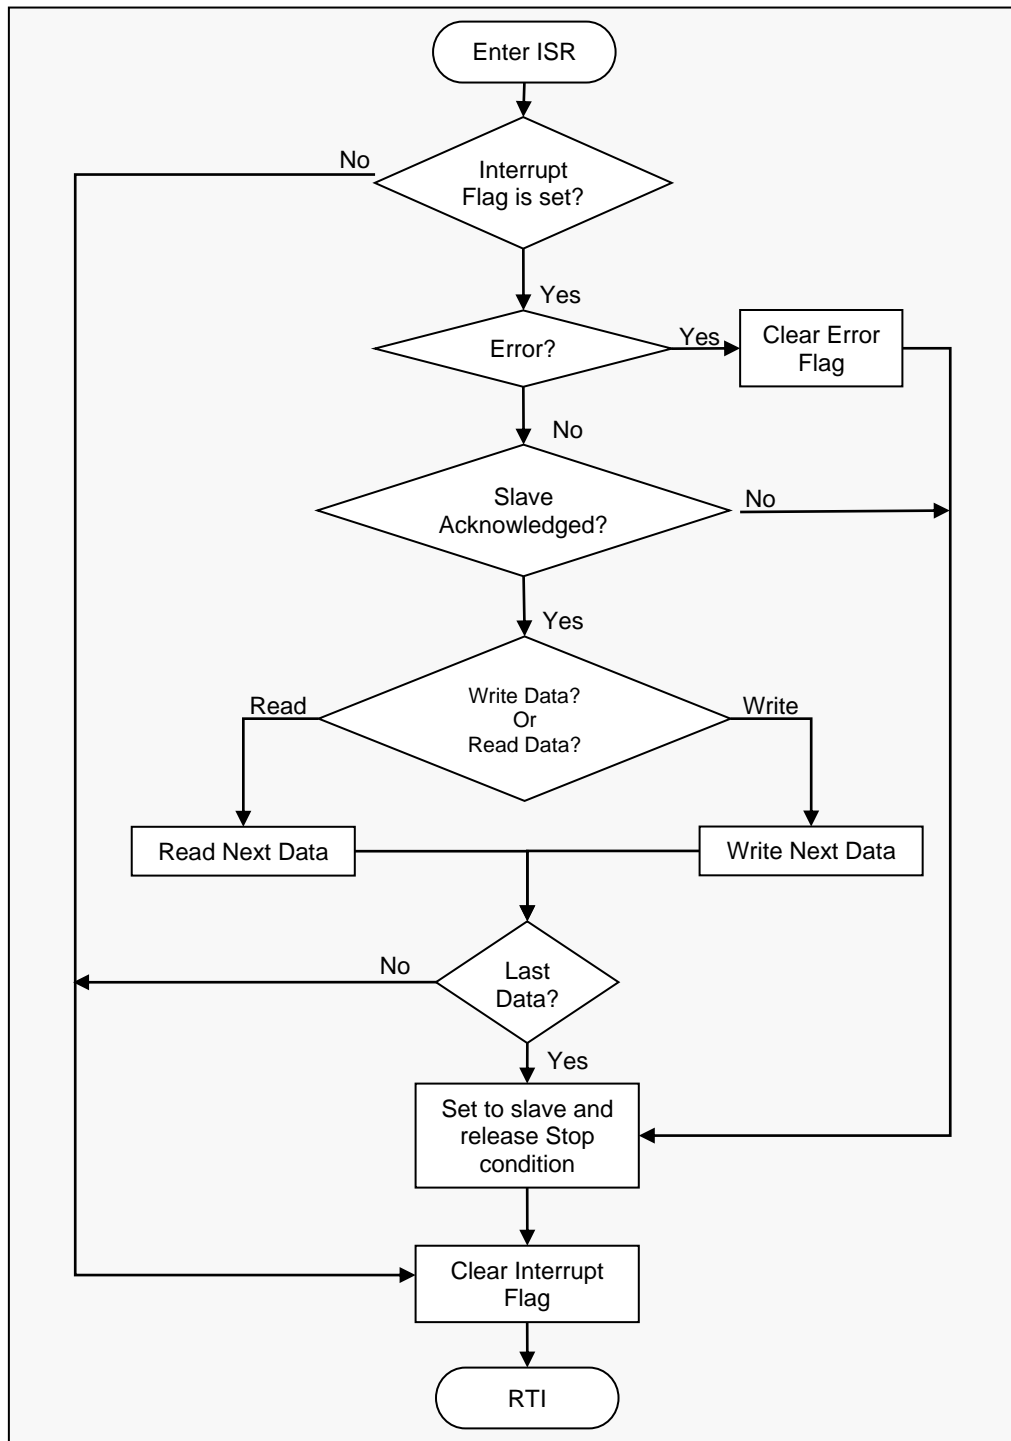 Enter ISR
No
Interrupt
Flag is set?
Yes
Error?
Yes
Clear Error
Flag
No
Slave
Acknowledged?
No
Yes
Read
Write Data?
Or
Read Data?
Write
Read Next Data
Write Next Data
No
Last
Data?
Yes
Set to slave and
release Stop
condition
Clear Interrupt
Flag
RTI